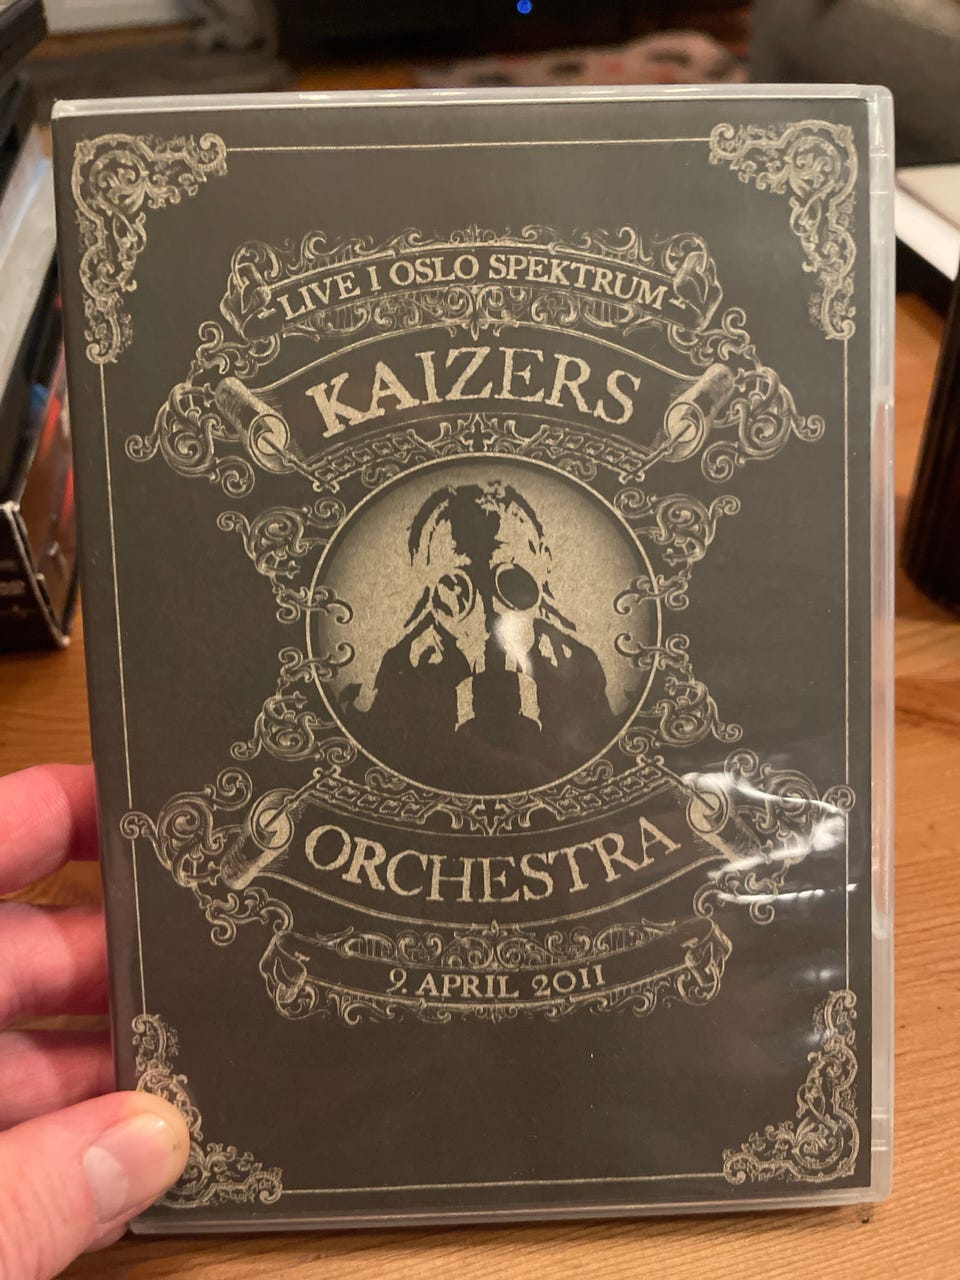 LIVE I OSLO SPEKTRUM
KAIZERS
ORCHESTRA
9. APRIL 2011